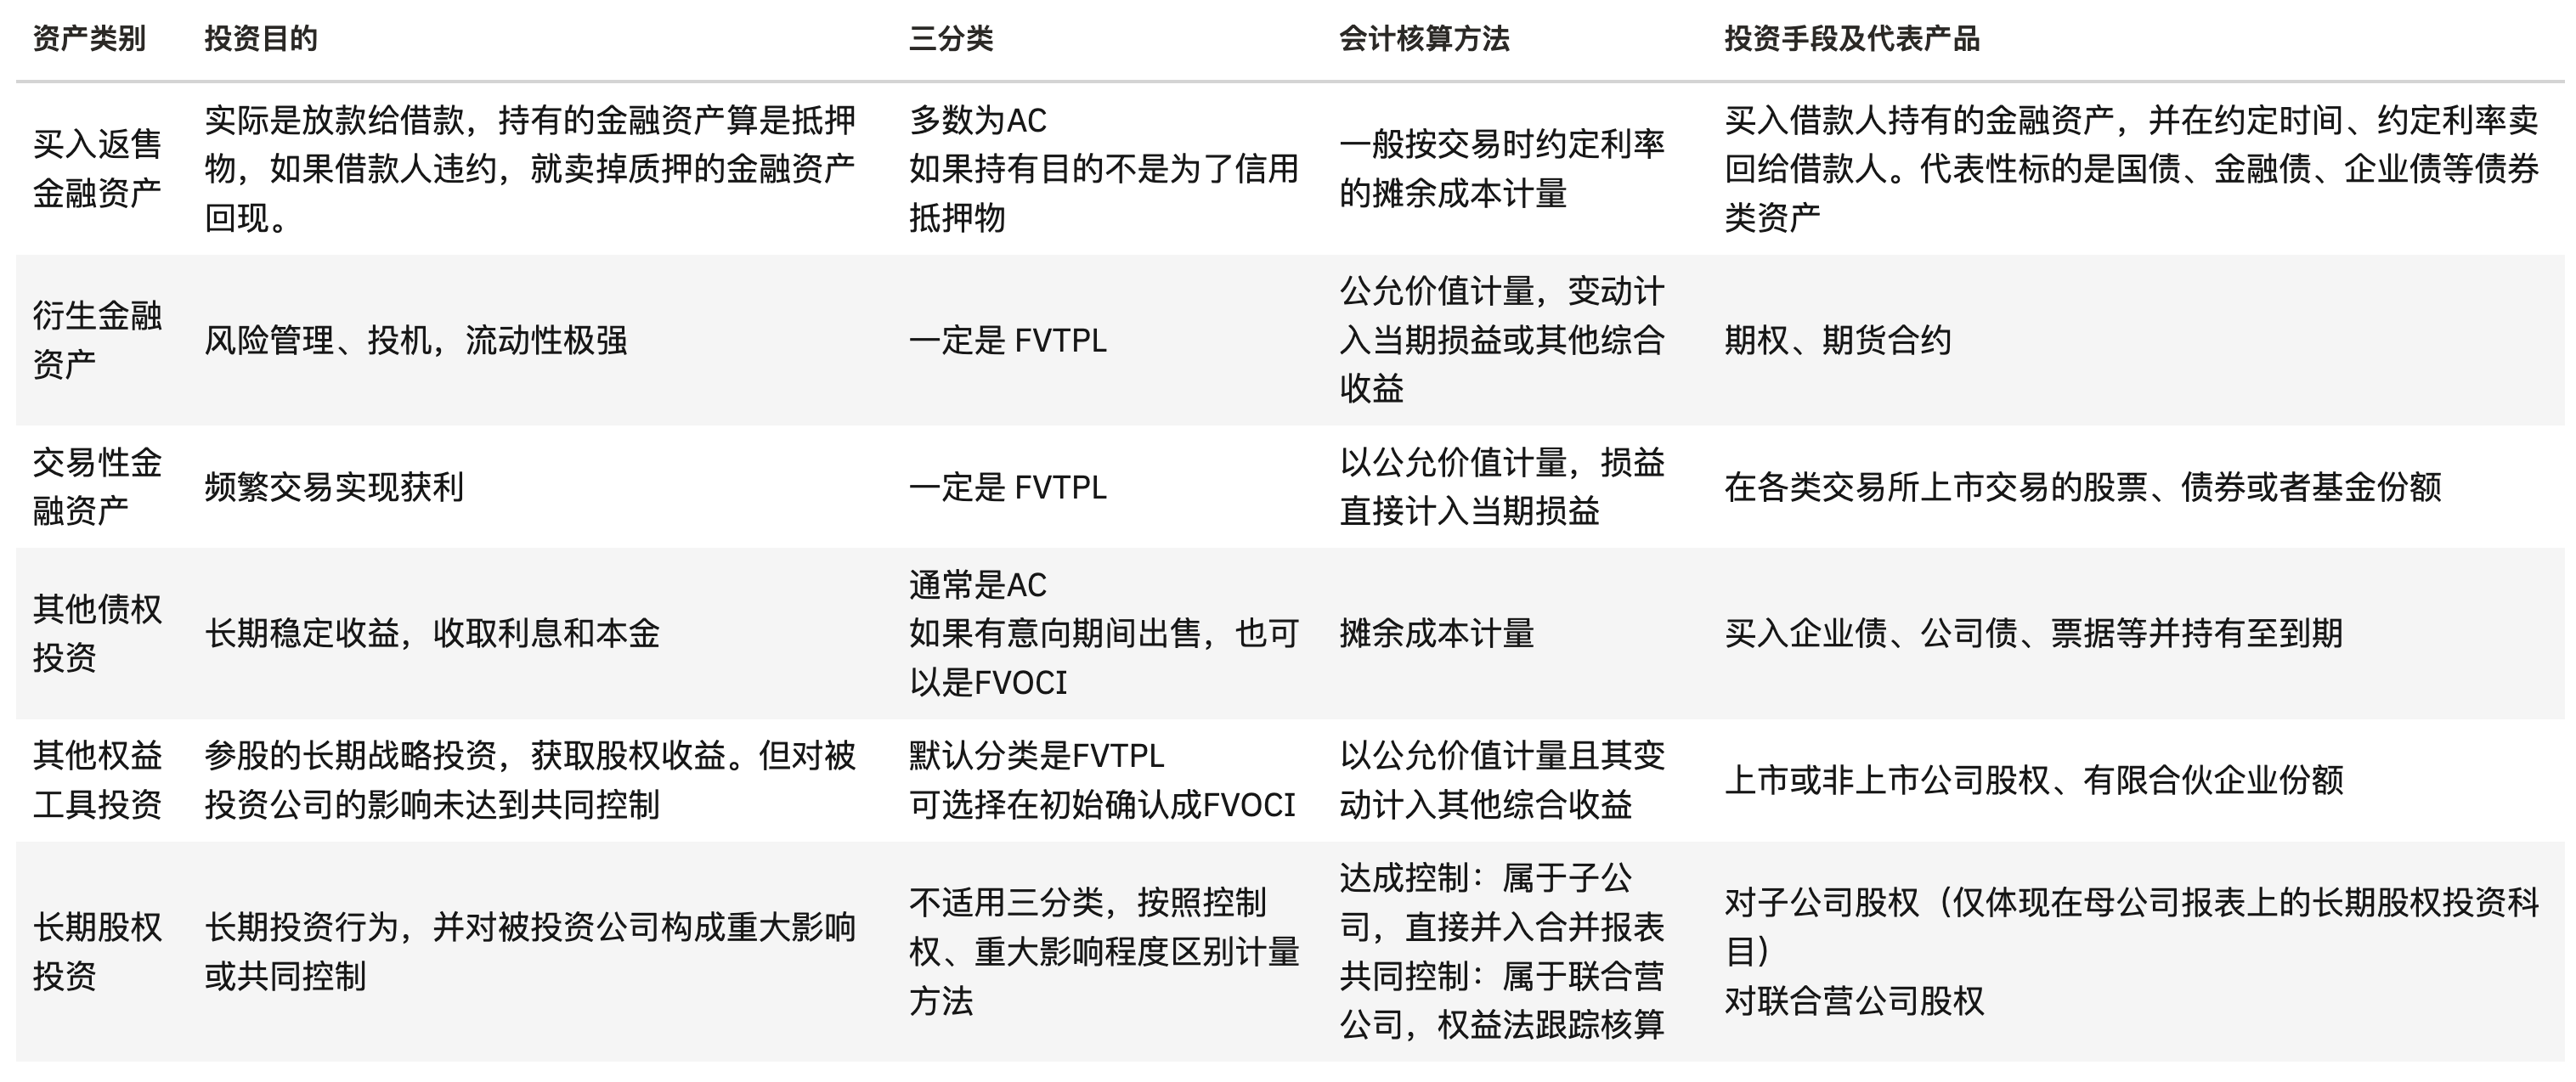 资产类别 投资目的 三分类 会计核算方法 投资手段及代表产品
买入返售
金融资产
实际是放款给借款，持有的金融资产算是抵押
物，如果借款人违约，就卖掉质押的金融资产
回现。
多数为AC
如果持有目的不是为了信用
抵押物
一般按交易时约定利率
的摊余成本计量
买入借款人持有的金融资产，并在约定时间、约定利率卖
回给借款人。代表性标的是国债、金融债、企业债等债券
类资产
衍生金融
资产
风险管理、投机，流动性极强
一定是 FVTPL
公允价值计量，变动计
入当期损益或其他综合
收益
期权、期货合约
交易性金
融资产
频繁交易实现获利
一定是 FVTPL
以公允价值计量，损益
直接计入当期损益
在各类交易所上市交易的股票、债券或者基金份额
其他债权
投资
长期稳定收益，收取利息和本金
通常是AC
如果有意向期间出售，也可
以是FVOCI
摊余成本计量
买入企业债、公司债、票据等并持有至到期
其他权益
工具投资
参股的长期战略投资，获取股权收益。但对被
投资公司的影响未达到共同控制
默认分类是FVTPL
可选择在初始确认成FVOCI
以公允价值计量且其变
动计入其他综合收益
上市或非上市公司股权、有限合伙企业份额
长期股权
投资
长期投资行为，并对被投资公司构成重大影响
或共同控制
不适用三分类，按照控制
权、重大影响程度区别计量
方法
达成控制：属于子公
司，直接并入合并报表
共同控制：属于联合营
公司，权益法跟踪核算
对子公司股权（仅体现在母公司报表上的长期股权投资科
目）
对联合营公司股权